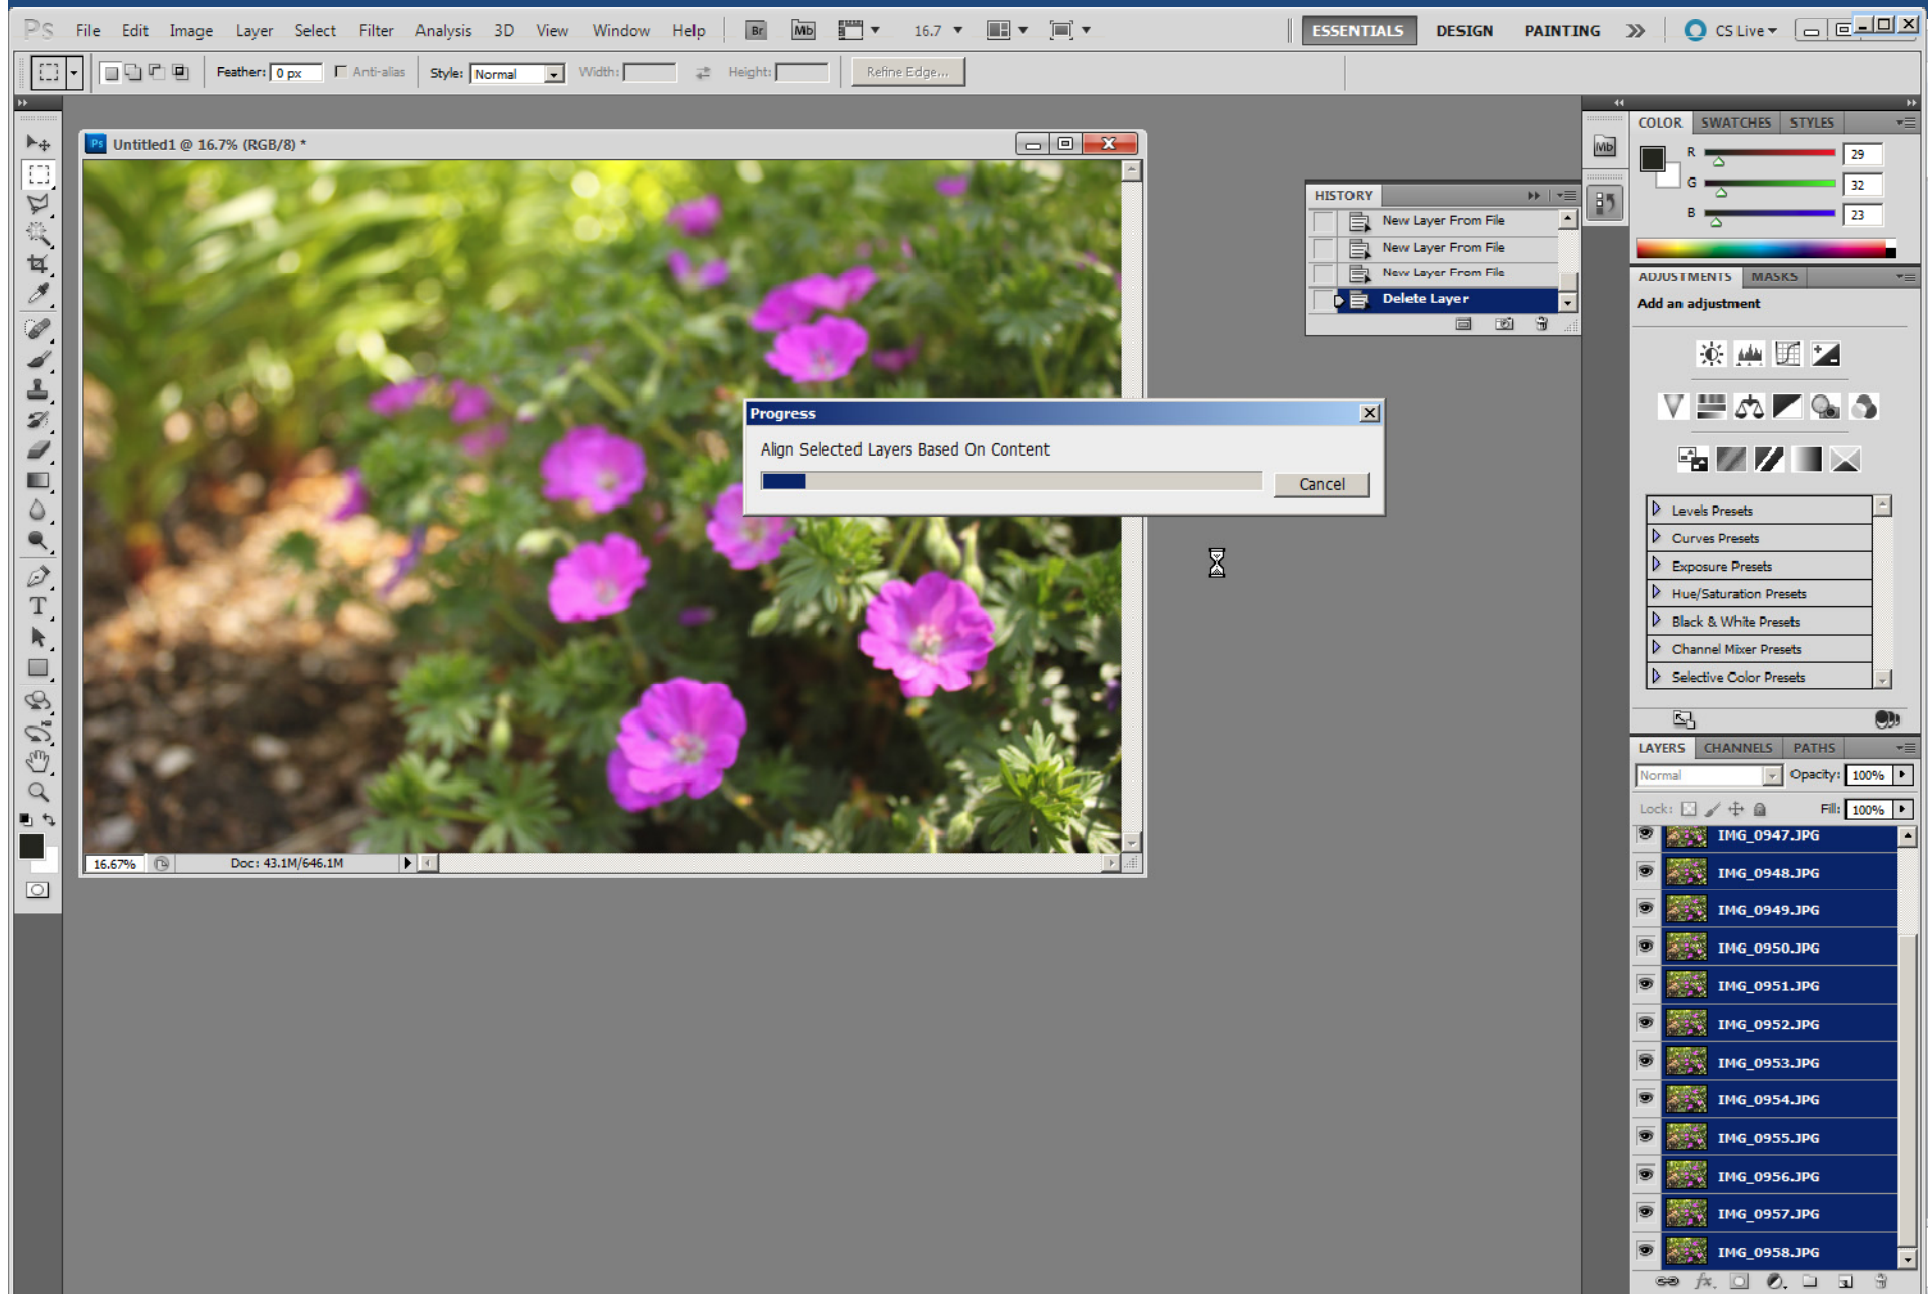 Ps File Edit Image Layer Select Filter Analysis 3D View Window Help Br Mb 16.7 ESSENTIALS DESIGN PAINTING CS Live
Feather: 0 px Anti-alias Style: Normal Width: Height: Refine Edge...
Ps Untitled1 @ 16.7% (RGB/8) *
16.67% Doc: 43.1M/646.1M
HISTORY
New Layer From File
New Layer From File
New Layer From File
Delete Layer
Progress
Align Selected Layers Based On Content
Cancel
Mb
COLOR SWATCHES STYLES
R 29
G 32
B 23
ADJUSTMENTS MASKS
Add an adjustment
Levels Presets
Curves Presets
Exposure Presets
Hue/Saturation Presets
Black & White Presets
Channel Mixer Presets
Selective Color Presets
LAYERS CHANNELS PATHS
Normal Opacity: 100%
Lock: Fill: 100%
IMG_0947.JPG
IMG_0948.JPG
IMG_0949.JPG
IMG_0950.JPG
IMG_0951.JPG
IMG_0952.JPG
IMG_0953.JPG
IMG_0954.JPG
IMG_0955.JPG
IMG_0956.JPG
IMG_0957.JPG
IMG_0958.JPG
fx